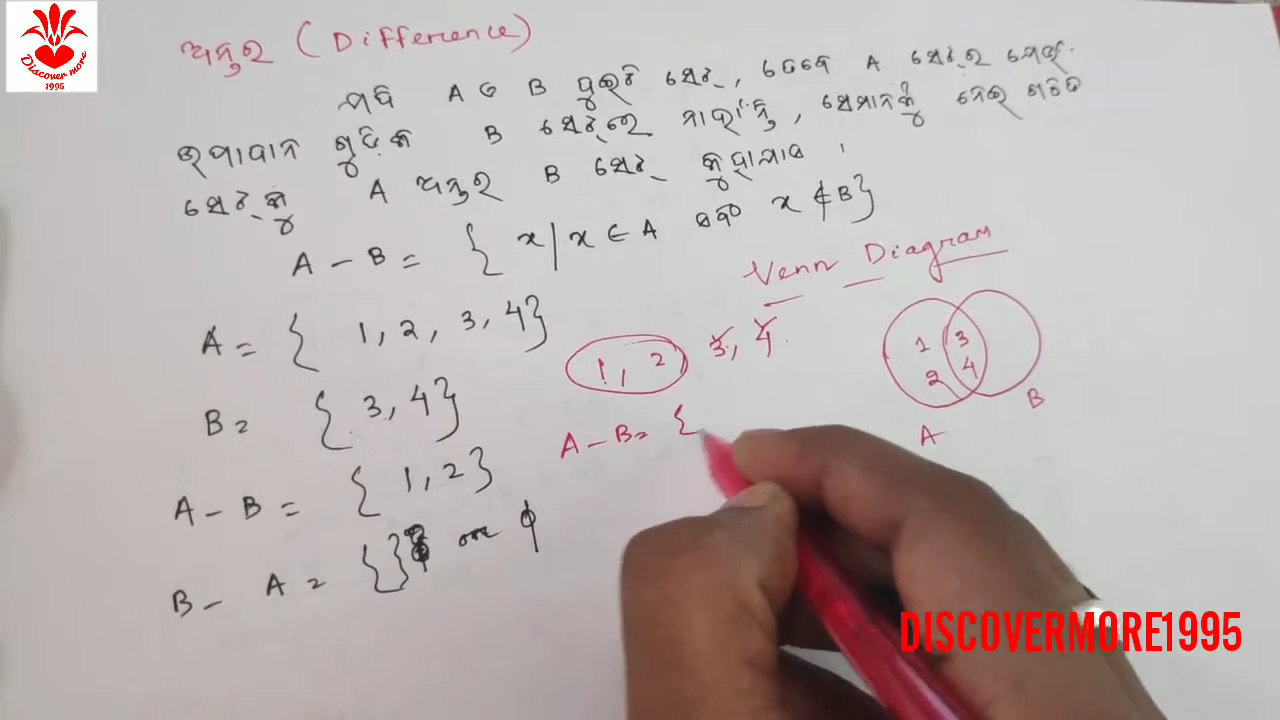 Discover more
1995
ଅନ୍ତର (Difference)
ଯଦି A ଓ B ଦୁଇଟି ସେଟ୍, ତେବେ A ସେଟ୍‌ର ଯେଉଁ
ଉପାଦାନ ଗୁଡ଼ିକ B ସେଟ୍‌ରେ ନାହାଁନ୍ତି, ସେମାନଙ୍କୁ ନେଇ ଗଠିତ
ସେଟ୍‌କୁ A ଅନ୍ତର B ସେଟ୍ କୁହାଯାଏ ।
A - B = { x | x ∈ A ଏବଂ x ∉ B}
Venn Diagram
A = { 1, 2, 3, 4}
1, 2 3, 4
1 3
2 4
A B
B = { 3, 4}
A - B = {
A - B = { 1, 2 }
B - A = { } or ϕ
DISCOVERMORE1995